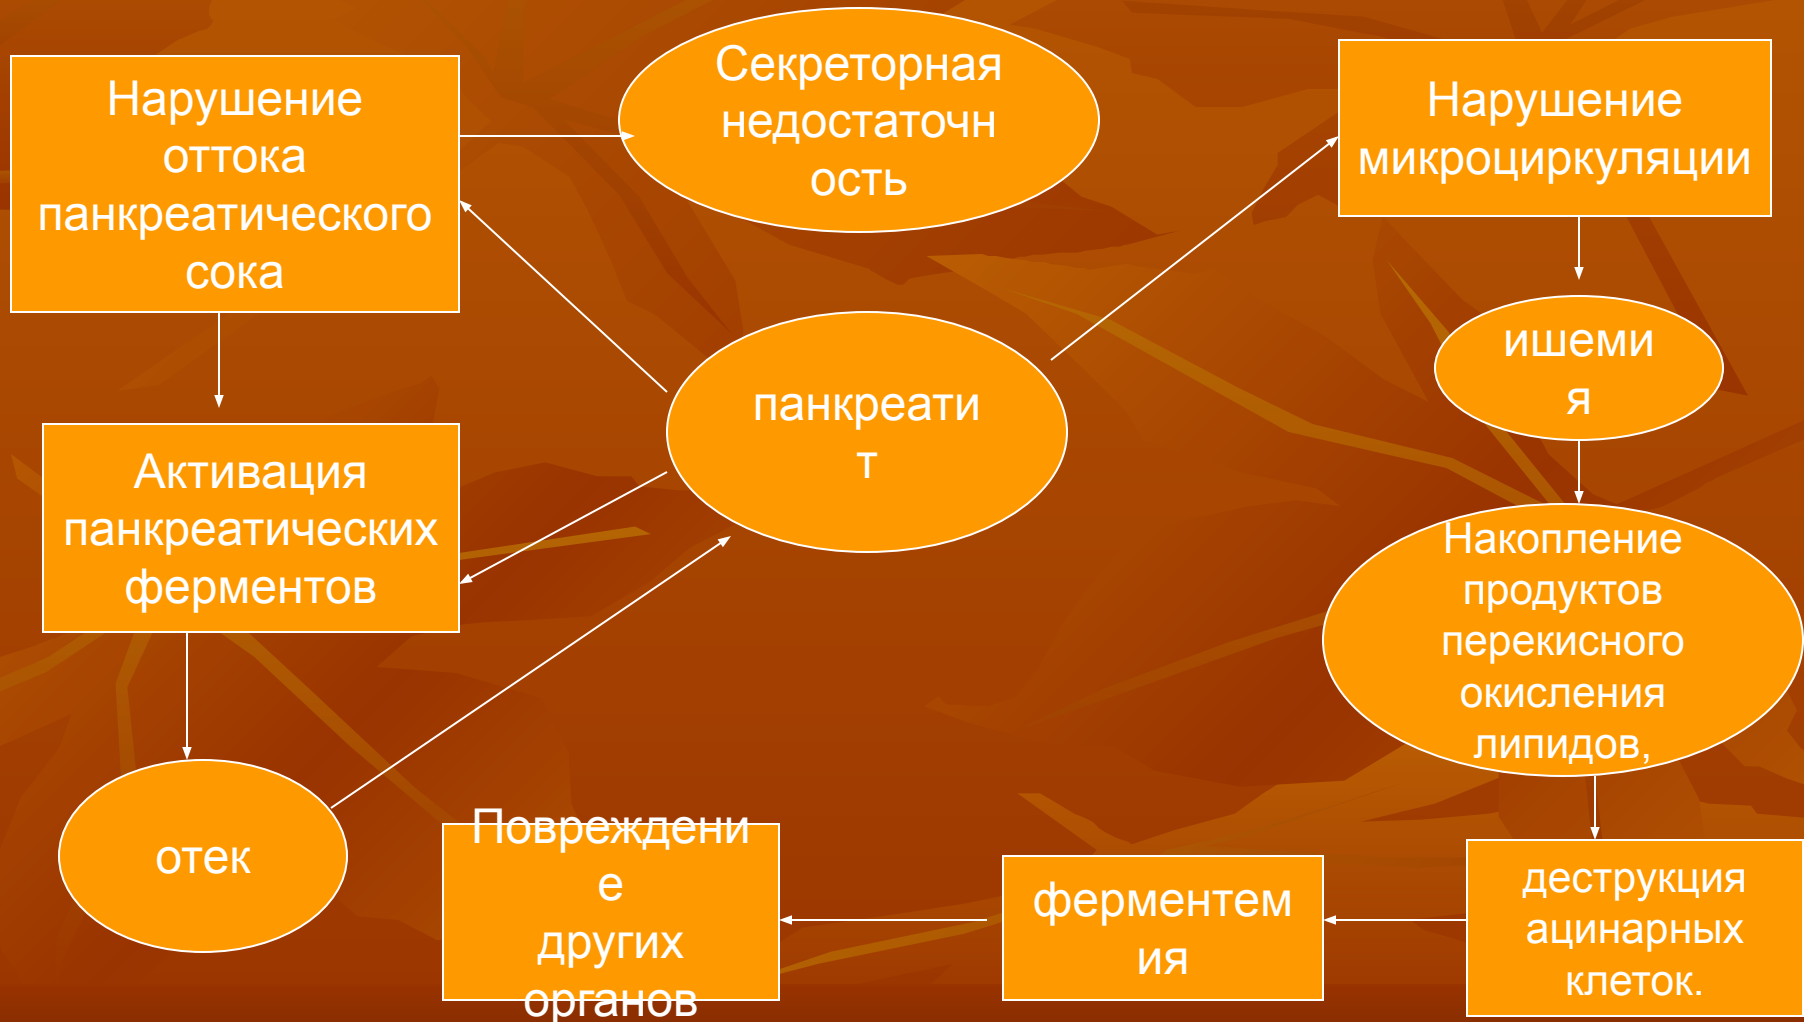 Нарушение
оттока
панкреатического
сока
Секреторная
недостаточн
ость
Нарушение
микроциркуляции
ишеми
я
панкреати
т
Активация
панкреатических
ферментов
Накопление
продуктов
перекисного
окисления
липидов,
отек
Повреждени
е
других
органов
ферментем
ия
деструкция
ацинарных
клеток.